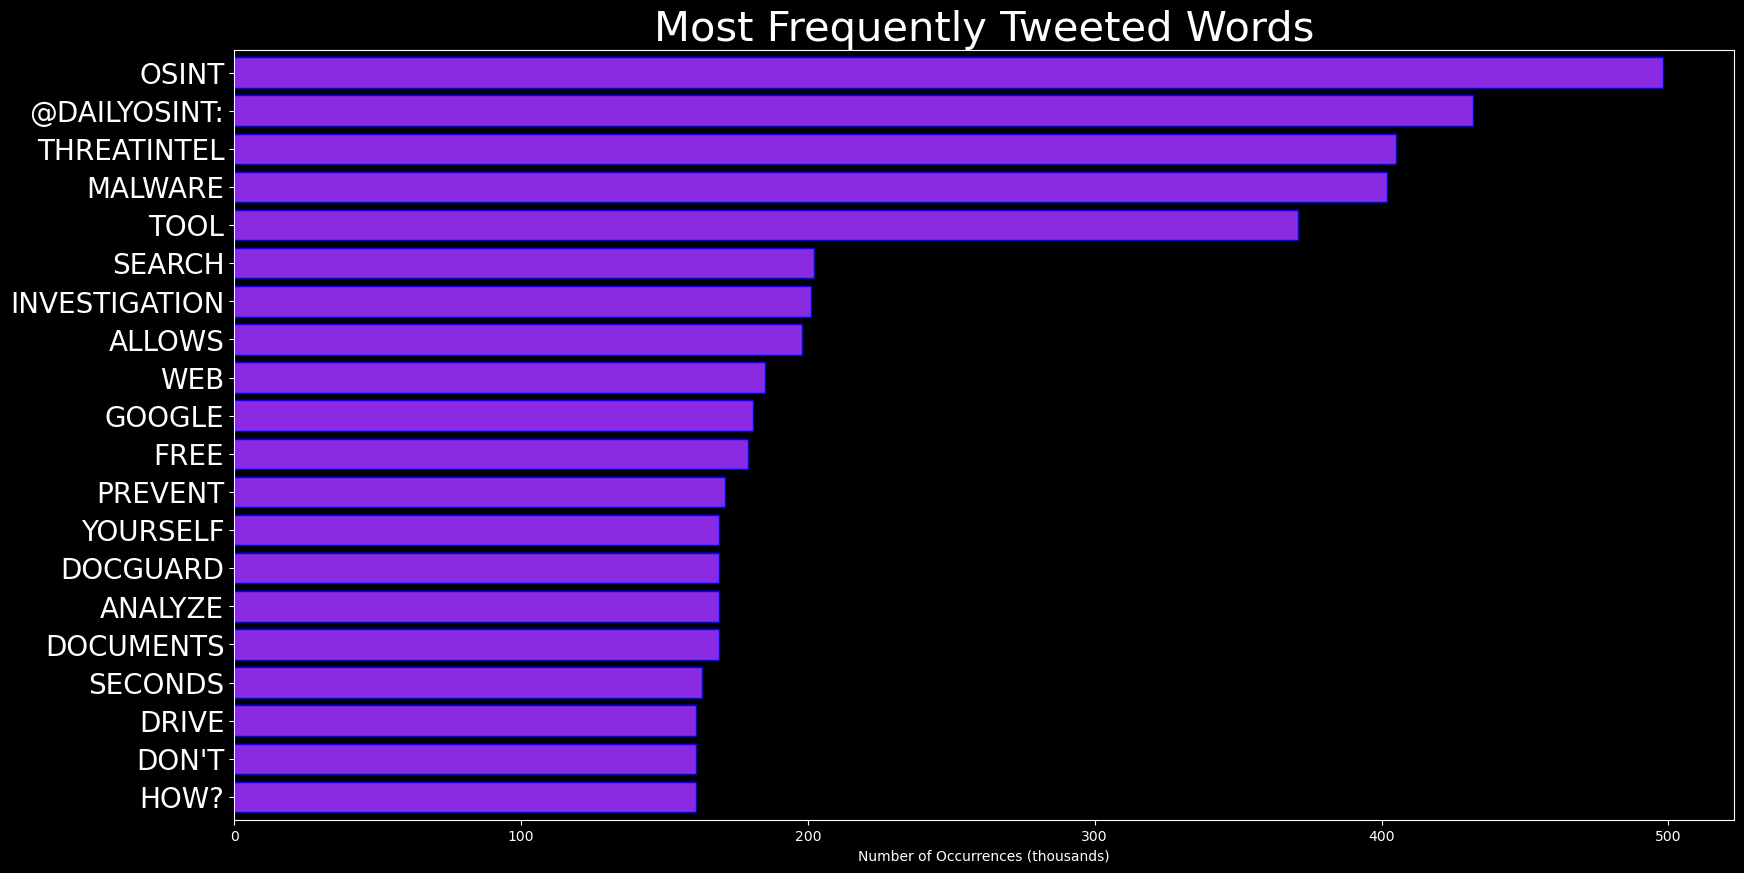 Most Frequently Tweeted Words
OSINT
@DAILYOSINT:
THREATINTEL
MALWARE
TOOL
SEARCH
INVESTIGATION
ALLOWS
WEB
GOOGLE
FREE
PREVENT
YOURSELF
DOCGUARD
ANALYZE
DOCUMENTS
SECONDS
DRIVE
DON'T
HOW?
0 100 200 300 400 500
Number of Occurrences (thousands)